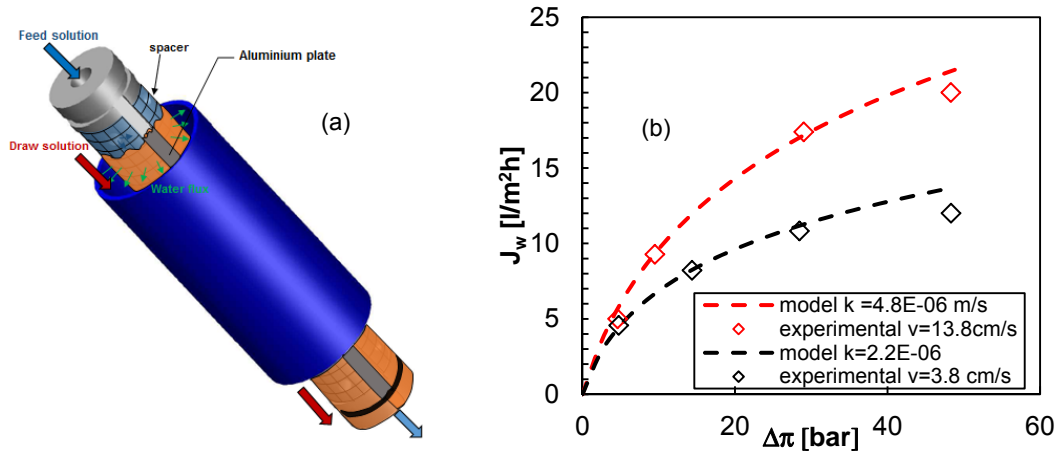 Feed solution
spacer
Aluminium plate
(a)
Draw solution
Water flux
25
20
15
10
5
0
Jw [l/m²h]
(b)
model k =4.8E-06 m/s
experimental v=13.8cm/s
model k=2.2E-06
experimental v=3.8 cm/s
0 20 40 60
Δπ [bar]